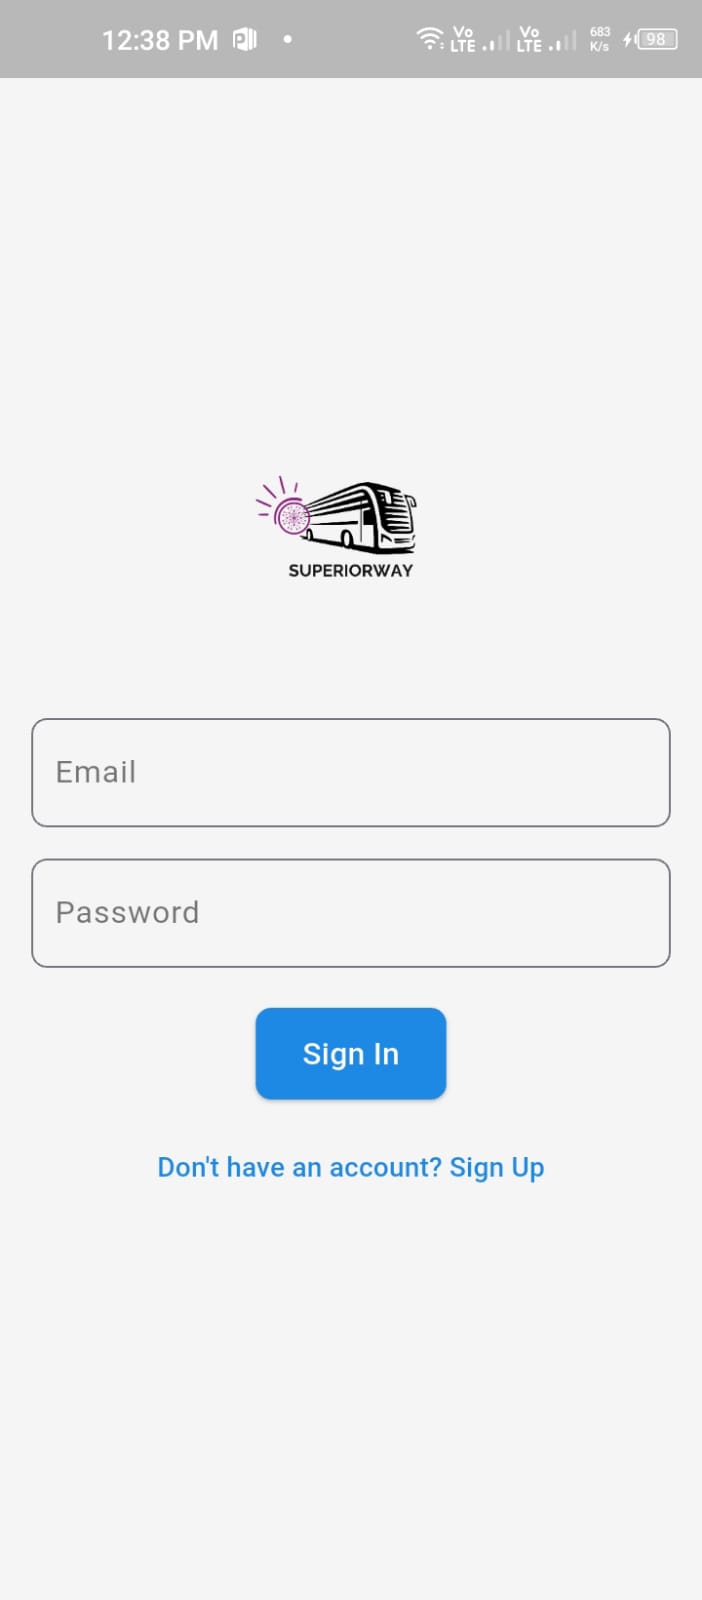 12:38 PM Vo LTE Vo LTE 683 K/s 98
SUPERIORWAY
Email
Password
Sign In
Don't have an account? Sign Up